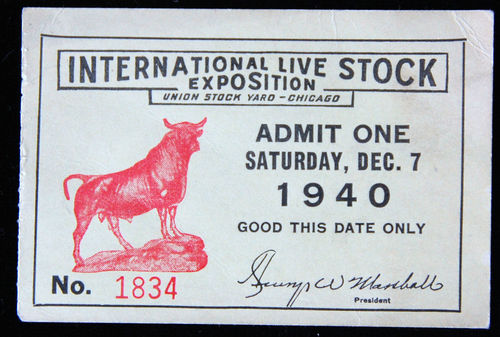 INTERNATIONAL LIVE STOCK
EXPOSITION
UNION STOCK YARD - CHICAGO
ADMIT ONE
SATURDAY, DEC. 7
1940
GOOD THIS DATE ONLY
W Marshall
President
No. 1834